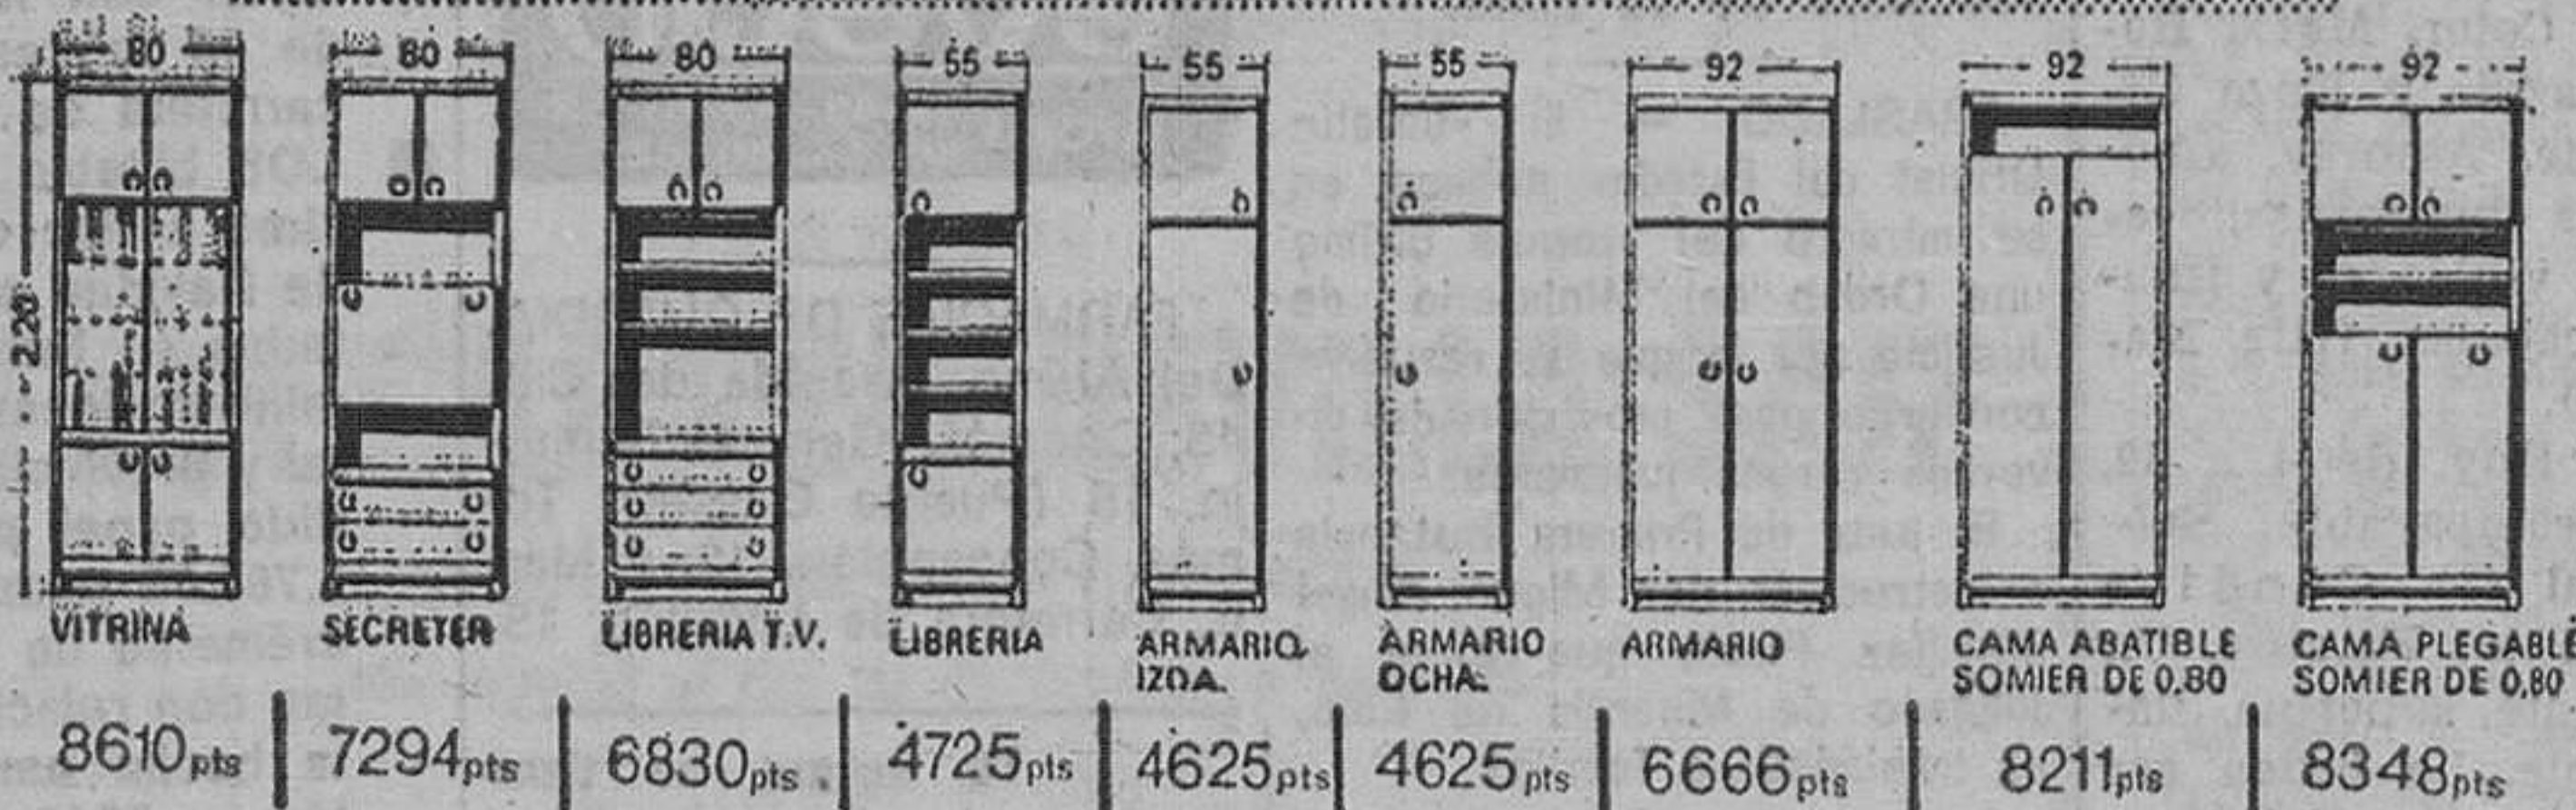 80 80 80 55 55 55 92 92 92
220
VITRINA
SECRETER
LIBRERIA T.V.
LIBRERIA
ARMARIO
IZDA.
ARMARIO
DCHA.
ARMARIO
CAMA ABATIBLE
SOMIER DE 0.80
CAMA PLEGABLE
SOMIER DE 0,80
8610pts 7294pts 6830pts 4725pts 4625pts 4625pts 6666pts 8211pts 8348pts